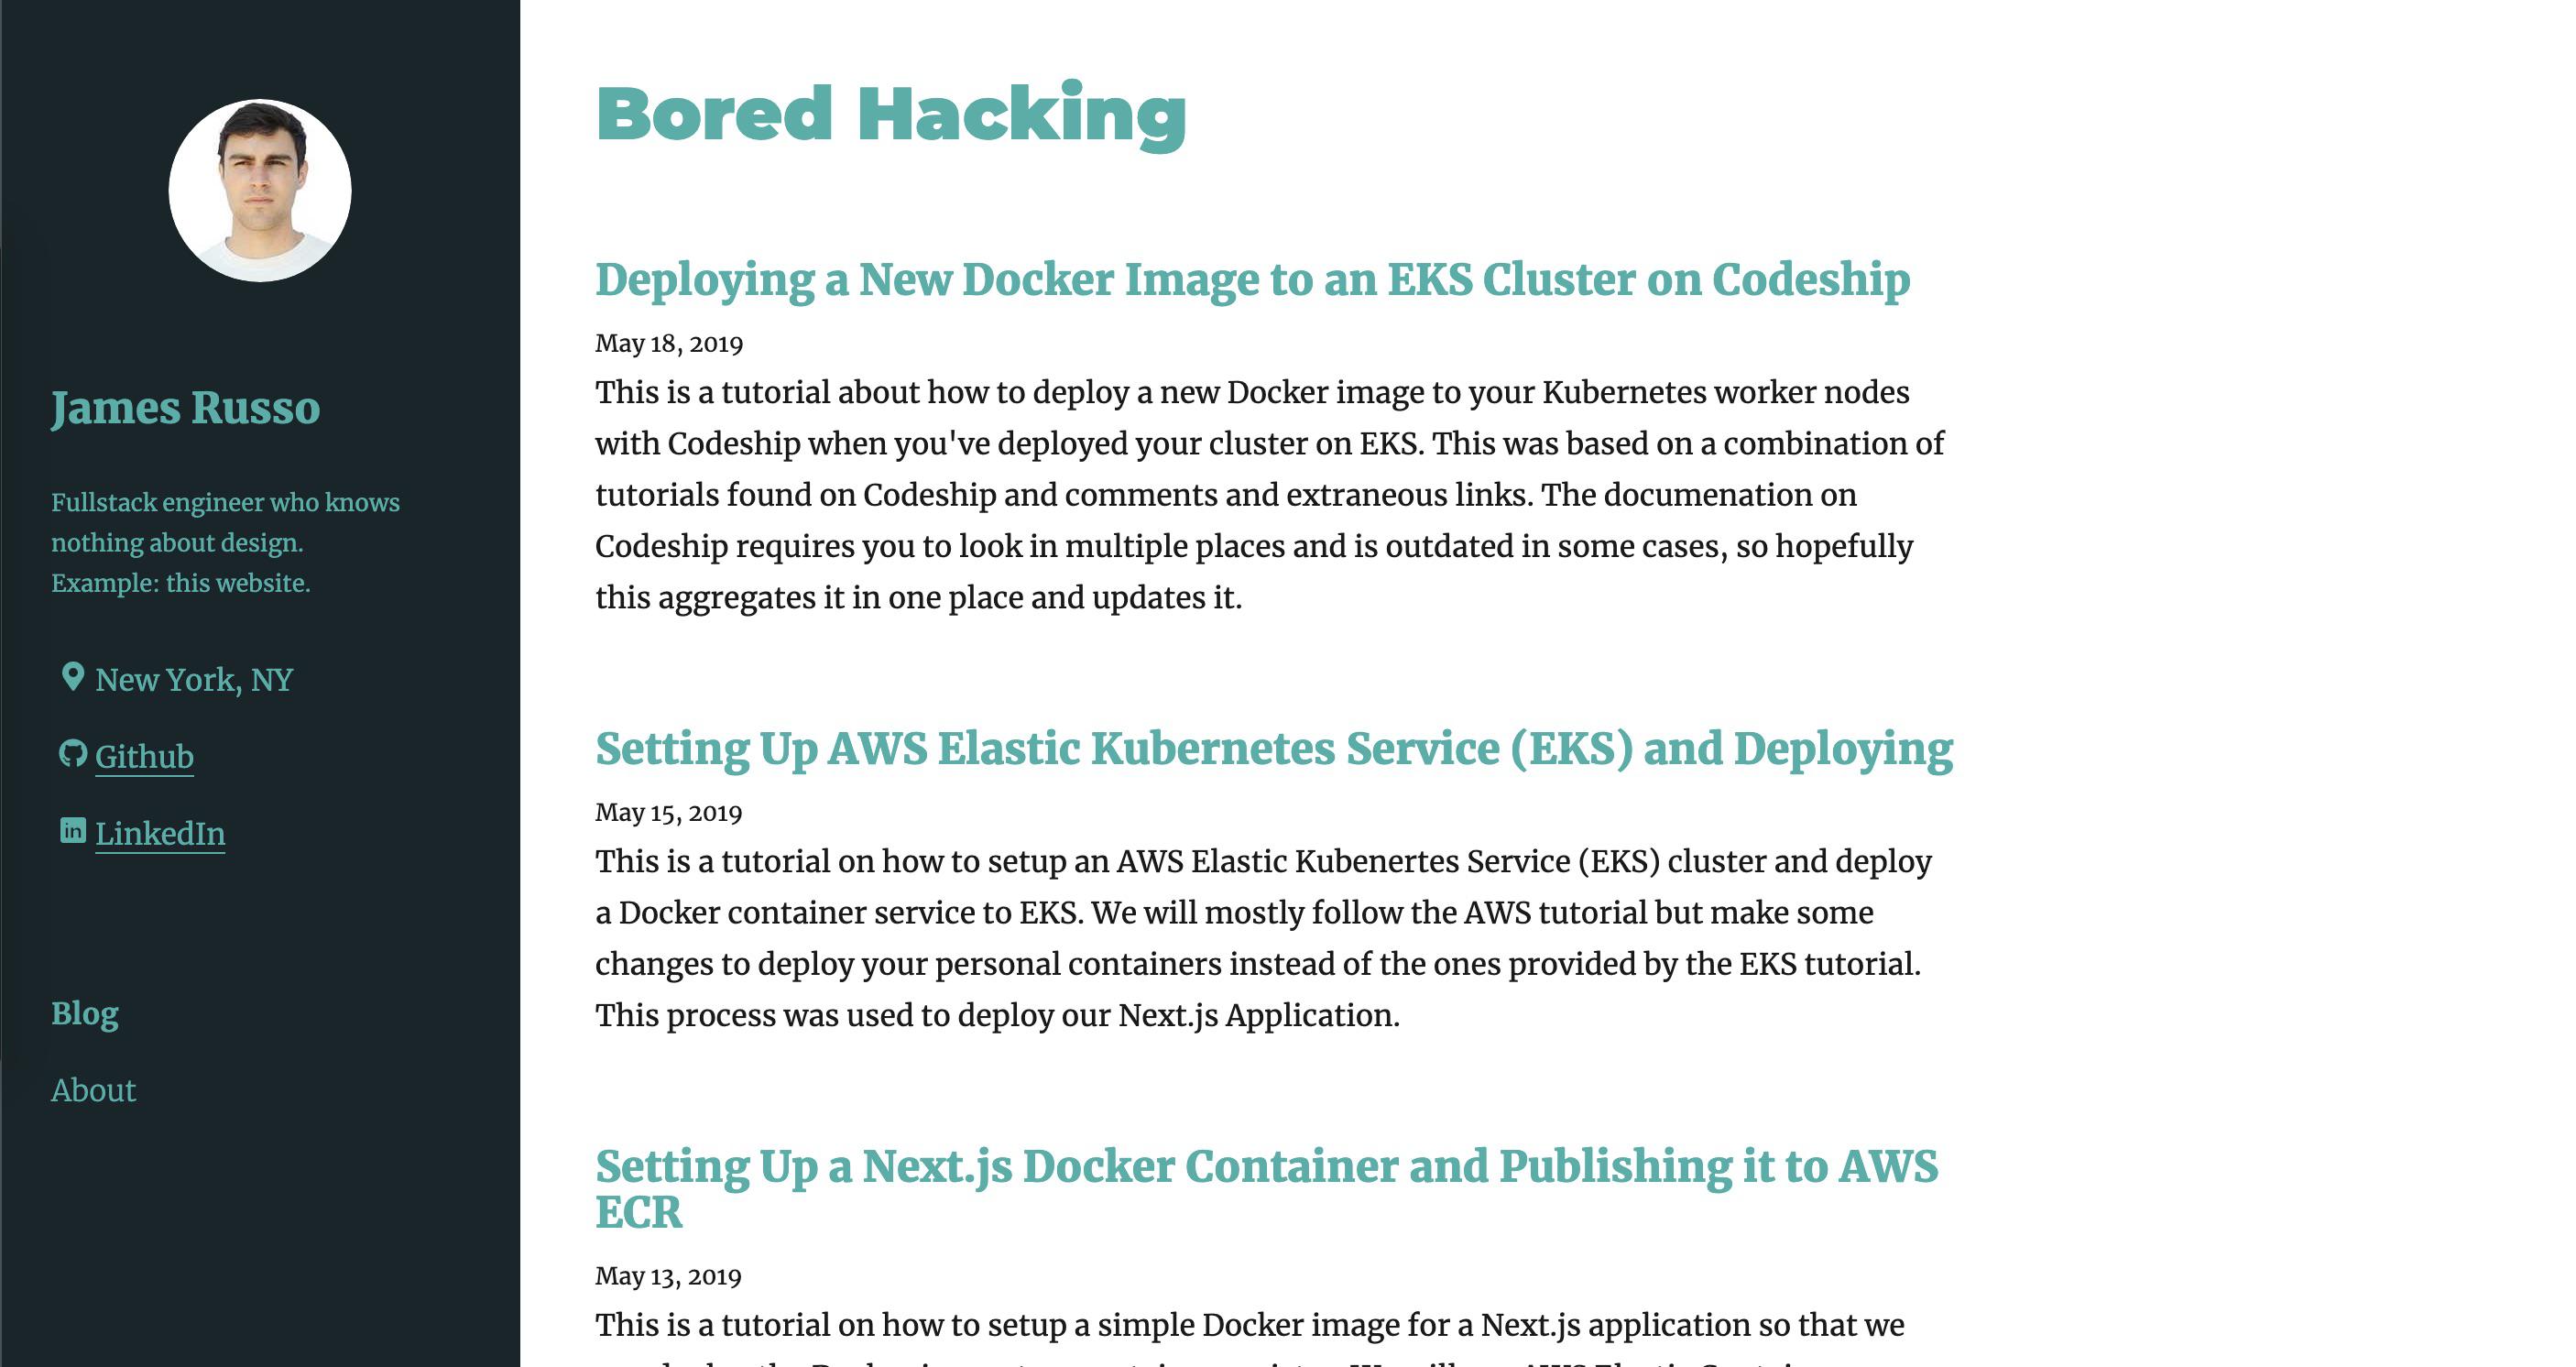 James Russo
Fullstack engineer who knows
nothing about design.
Example: this website.
New York, NY
Github
LinkedIn
Blog
About
Bored Hacking
Deploying a New Docker Image to an EKS Cluster on Codeship
May 18, 2019
This is a tutorial about how to deploy a new Docker image to your Kubernetes worker nodes
with Codeship when you've deployed your cluster on EKS. This was based on a combination of
tutorials found on Codeship and comments and extraneous links. The documenation on
Codeship requires you to look in multiple places and is outdated in some cases, so hopefully
this aggregates it in one place and updates it.
Setting Up AWS Elastic Kubernetes Service (EKS) and Deploying
May 15, 2019
This is a tutorial on how to setup an AWS Elastic Kubenertes Service (EKS) cluster and deploy
a Docker container service to EKS. We will mostly follow the AWS tutorial but make some
changes to deploy your personal containers instead of the ones provided by the EKS tutorial.
This process was used to deploy our Next.js Application.
Setting Up a Next.js Docker Container and Publishing it to AWS
ECR
May 13, 2019
This is a tutorial on how to setup a simple Docker image for a Next.js application so that we